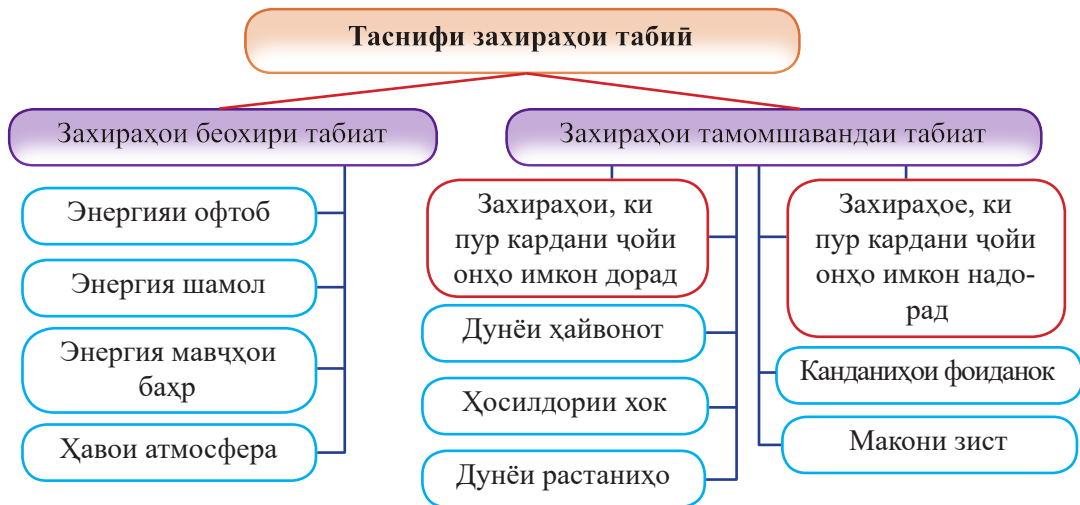 Таснифи захираҳои табиӣ
Захираҳои беохири табиат
Энергияи офтоб
Энергия шамол
Энергия мавҷҳои
баҳр
Ҳавои атмосфера
Захираҳои тамомшавандаи табиат
Захираҳои, ки
пур кардани ҷойи
онҳо имкон дорад
Дунёи ҳайвонот
Ҳосилдории хок
Дунёи растаниҳо
Захираҳое, ки
пур кардани ҷойи
онҳо имкон надо-
рад
Канданиҳои фоиданок
Макони зист